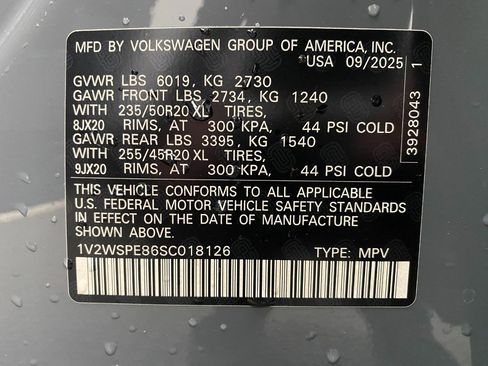 MFD BY VOLKSWAGEN GROUP OF AMERICA, INC.
USA 09/2025
GVWR LBS 6019, KG 2730
GAWR FRONT LBS 2734, KG 1240
WITH 235/50R20 XL TIRES,
8JX20 RIMS, AT 300 KPA, 44 PSI COLD
GAWR REAR LBS 3395, KG 1540
WITH 255/45R20 XL TIRES,
9JX20 RIMS, AT 300 KPA, 44 PSI COLD
THIS VEHICLE CONFORMS TO ALL APPLICABLE
U.S. FEDERAL MOTOR VEHICLE SAFETY STANDARDS
IN EFFECT ON THE DATE OF MANUFACTURE
SHOWN ABOVE.
1V2WSPE86SC018126 TYPE: MPV
3928043 1